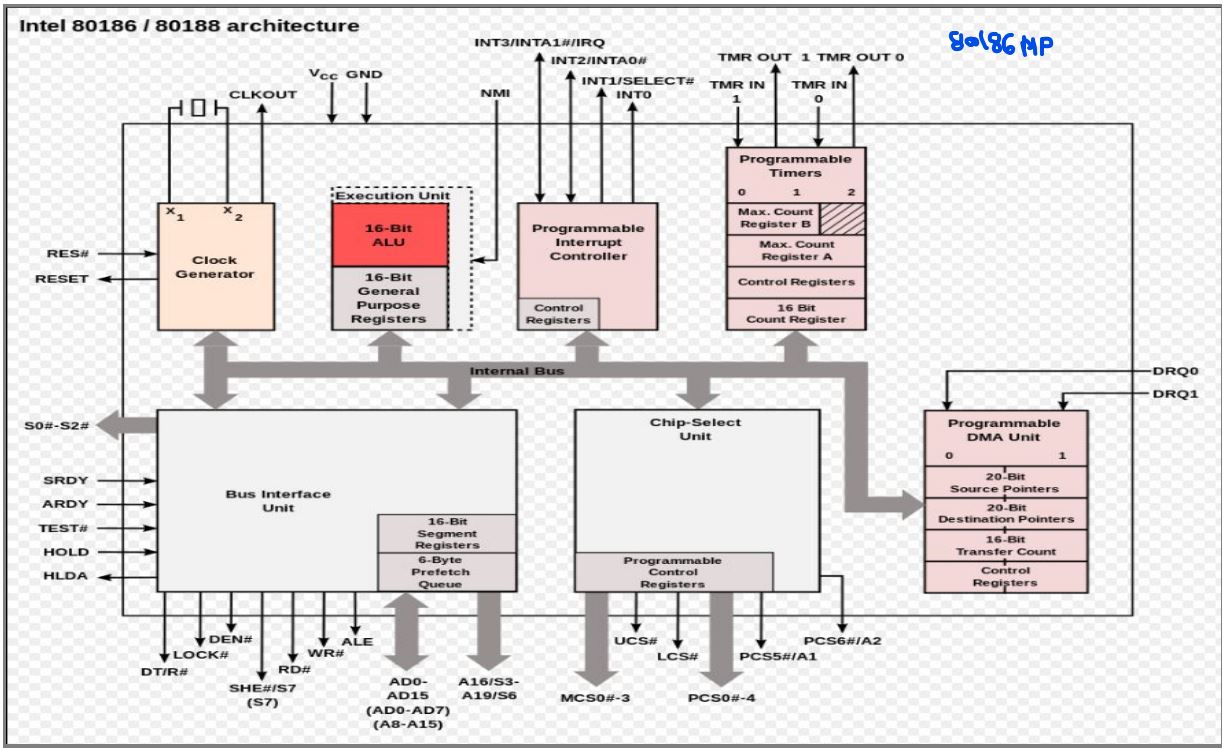 Intel 80186 / 80188 architecture
80186 MP
INT3/INTA1#/IRQ
INT2/INTA0#
INT1/SELECT#
INT0
TMR OUT 1 TMR OUT 0
TMR IN
1
TMR IN
0
VCC GND
CLKOUT
NMI
X1
X2
Clock
Generator
RES#
RESET
Execution Unit
16-Bit
ALU
16-Bit
General
Purpose
Registers
Programmable
Interrupt
Controller
Control
Registers
Programmable
Timers
0 1 2
Max. Count
Register B
Max. Count
Register A
Control Registers
16 Bit
Count Register
Internal Bus
DRQ0
DRQ1
S0#-S2#
SRDY
ARDY
TEST#
HOLD
HLDA
Bus Interface
Unit
16-Bit
Segment
Registers
6-Byte
Prefetch
Queue
Chip-Select
Unit
Programmable
Control
Registers
Programmable
DMA Unit
0 1
20-Bit
Source Pointers
20-Bit
Destination Pointers
16-Bit
Transfer Count
Control
Registers
DT/R#
LOCK#
DEN#
SHE#/S7
(S7)
RD#
WR#
ALE
AD0-
AD15
(AD0-AD7)
(A8-A15)
A16/S3-
A19/S6
MCS0#-3
UCS#
LCS#
PCS0#-4
PCS5#/A1
PCS6#/A2